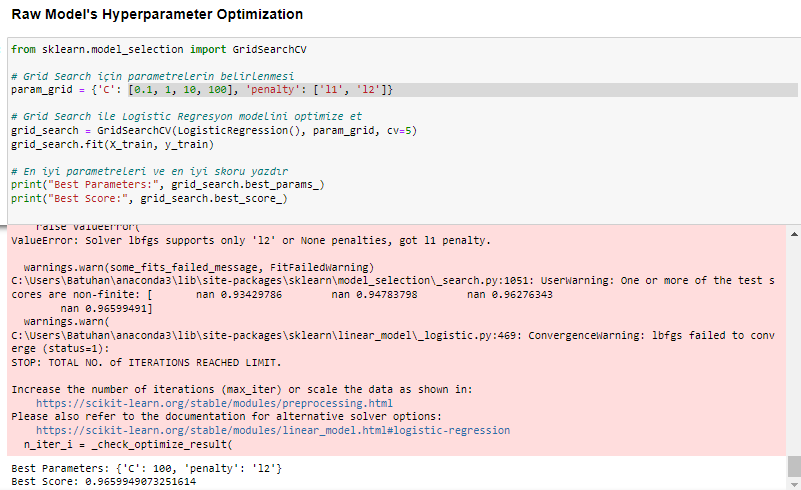 Raw Model's Hyperparameter Optimization
from sklearn.model_selection import GridSearchCV
# Grid Search için parametrelerin belirlenmesi
param_grid = {'C': [0.1, 1, 10, 100], 'penalty': ['l1', 'l2']}
# Grid Search ile Logistic Regresyon modelini optimize et
grid_search = GridSearchCV(LogisticRegression(), param_grid, cv=5)
grid_search.fit(X_train, y_train)
# En iyi parametreleri ve en iyi skoru yazdır
print("Best Parameters:", grid_search.best_params_)
print("Best Score:", grid_search.best_score_)
raise ValueError(
ValueError: Solver lbfgs supports only 'l2' or None penalties, got l1 penalty.
warnings.warn(some_fits_failed_message, FitFailedWarning)
C:\Users\Batuhan\anaconda3\lib\site-packages\sklearn\model_selection\_search.py:1051: UserWarning: One or more of the test s
cores are non-finite: [       nan 0.93429786        nan 0.94783798        nan 0.96276343
        nan 0.96599491]
warnings.warn(
C:\Users\Batuhan\anaconda3\lib\site-packages\sklearn\linear_model\_logistic.py:469: ConvergenceWarning: lbfgs failed to conv
erge (status=1):
STOP: TOTAL NO. of ITERATIONS REACHED LIMIT.
Increase the number of iterations (max_iter) or scale the data as shown in:
https://scikit-learn.org/stable/modules/preprocessing.html
Please also refer to the documentation for alternative solver options:
https://scikit-learn.org/stable/modules/linear_model.html#logistic-regression
n_iter_i = _check_optimize_result(
Best Parameters: {'C': 100, 'penalty': 'l2'}
Best Score: 0.9659949073251614